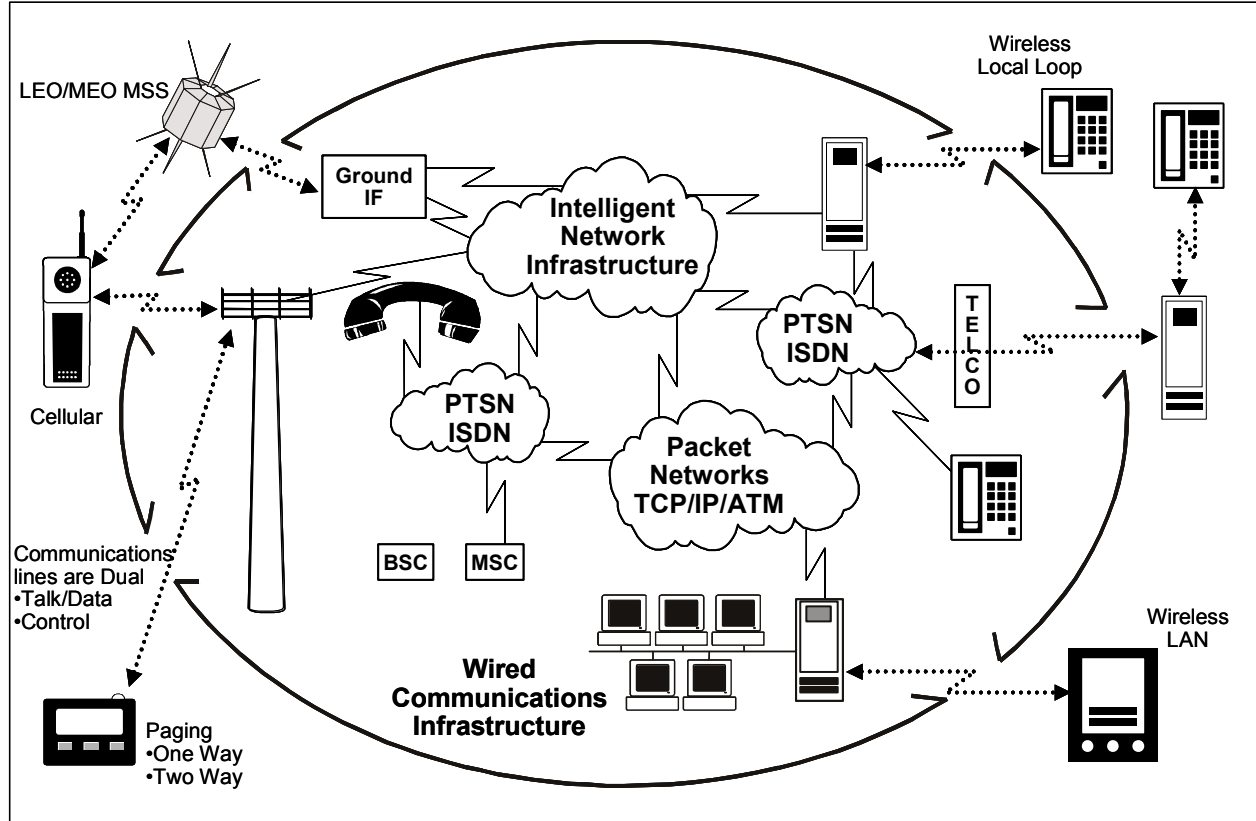 Wireless
Local Loop
LEO/MEO MSS
Ground
IF
Intelligent
Network
Infrastructure
PTSN
ISDN
TELCO
Cellular
PTSN
ISDN
Packet
Networks
TCP/IP/ATM
BSC
MSC
Communications
lines are Dual
•Talk/Data
•Control
Wireless
LAN
Wired
Communications
Infrastructure
Paging
•One Way
•Two Way